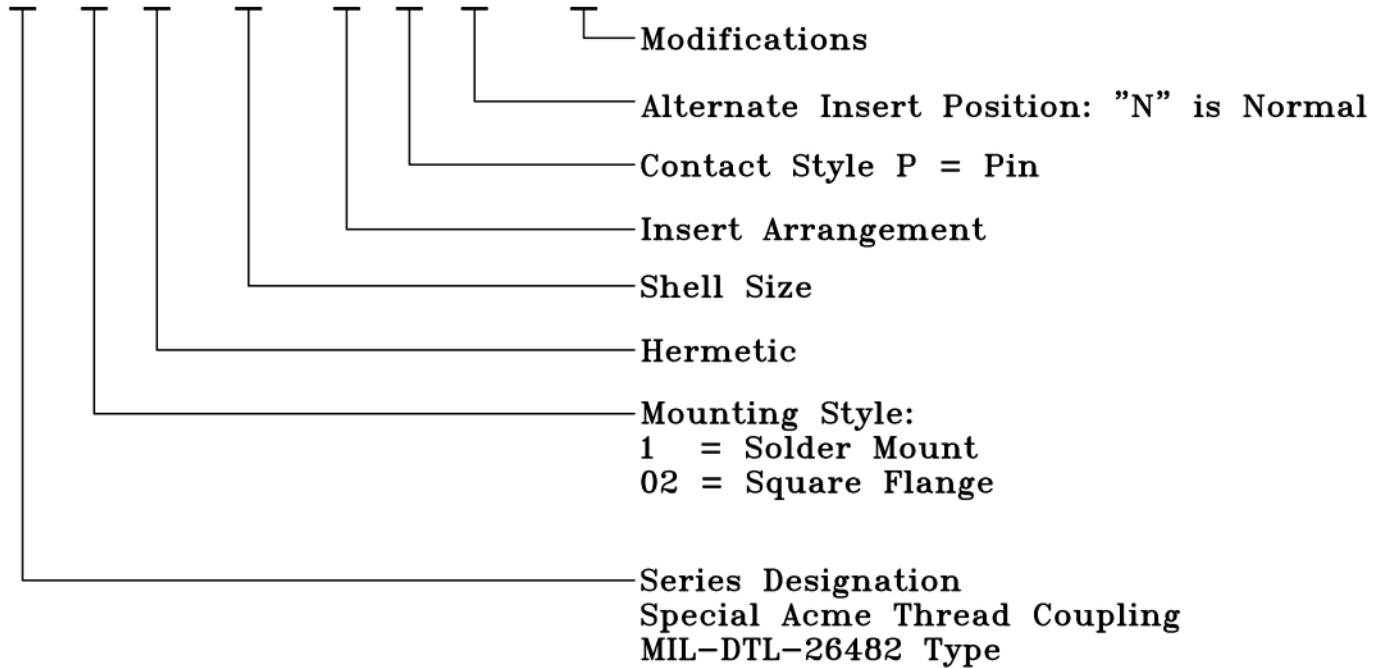 Modifications
Alternate Insert Position: ”N” is Normal
Contact Style P = Pin
Insert Arrangement
Shell Size
Hermetic
Mounting Style:
1 = Solder Mount
02 = Square Flange
Series Designation
Special Acme Thread Coupling
MIL–DTL–26482 Type